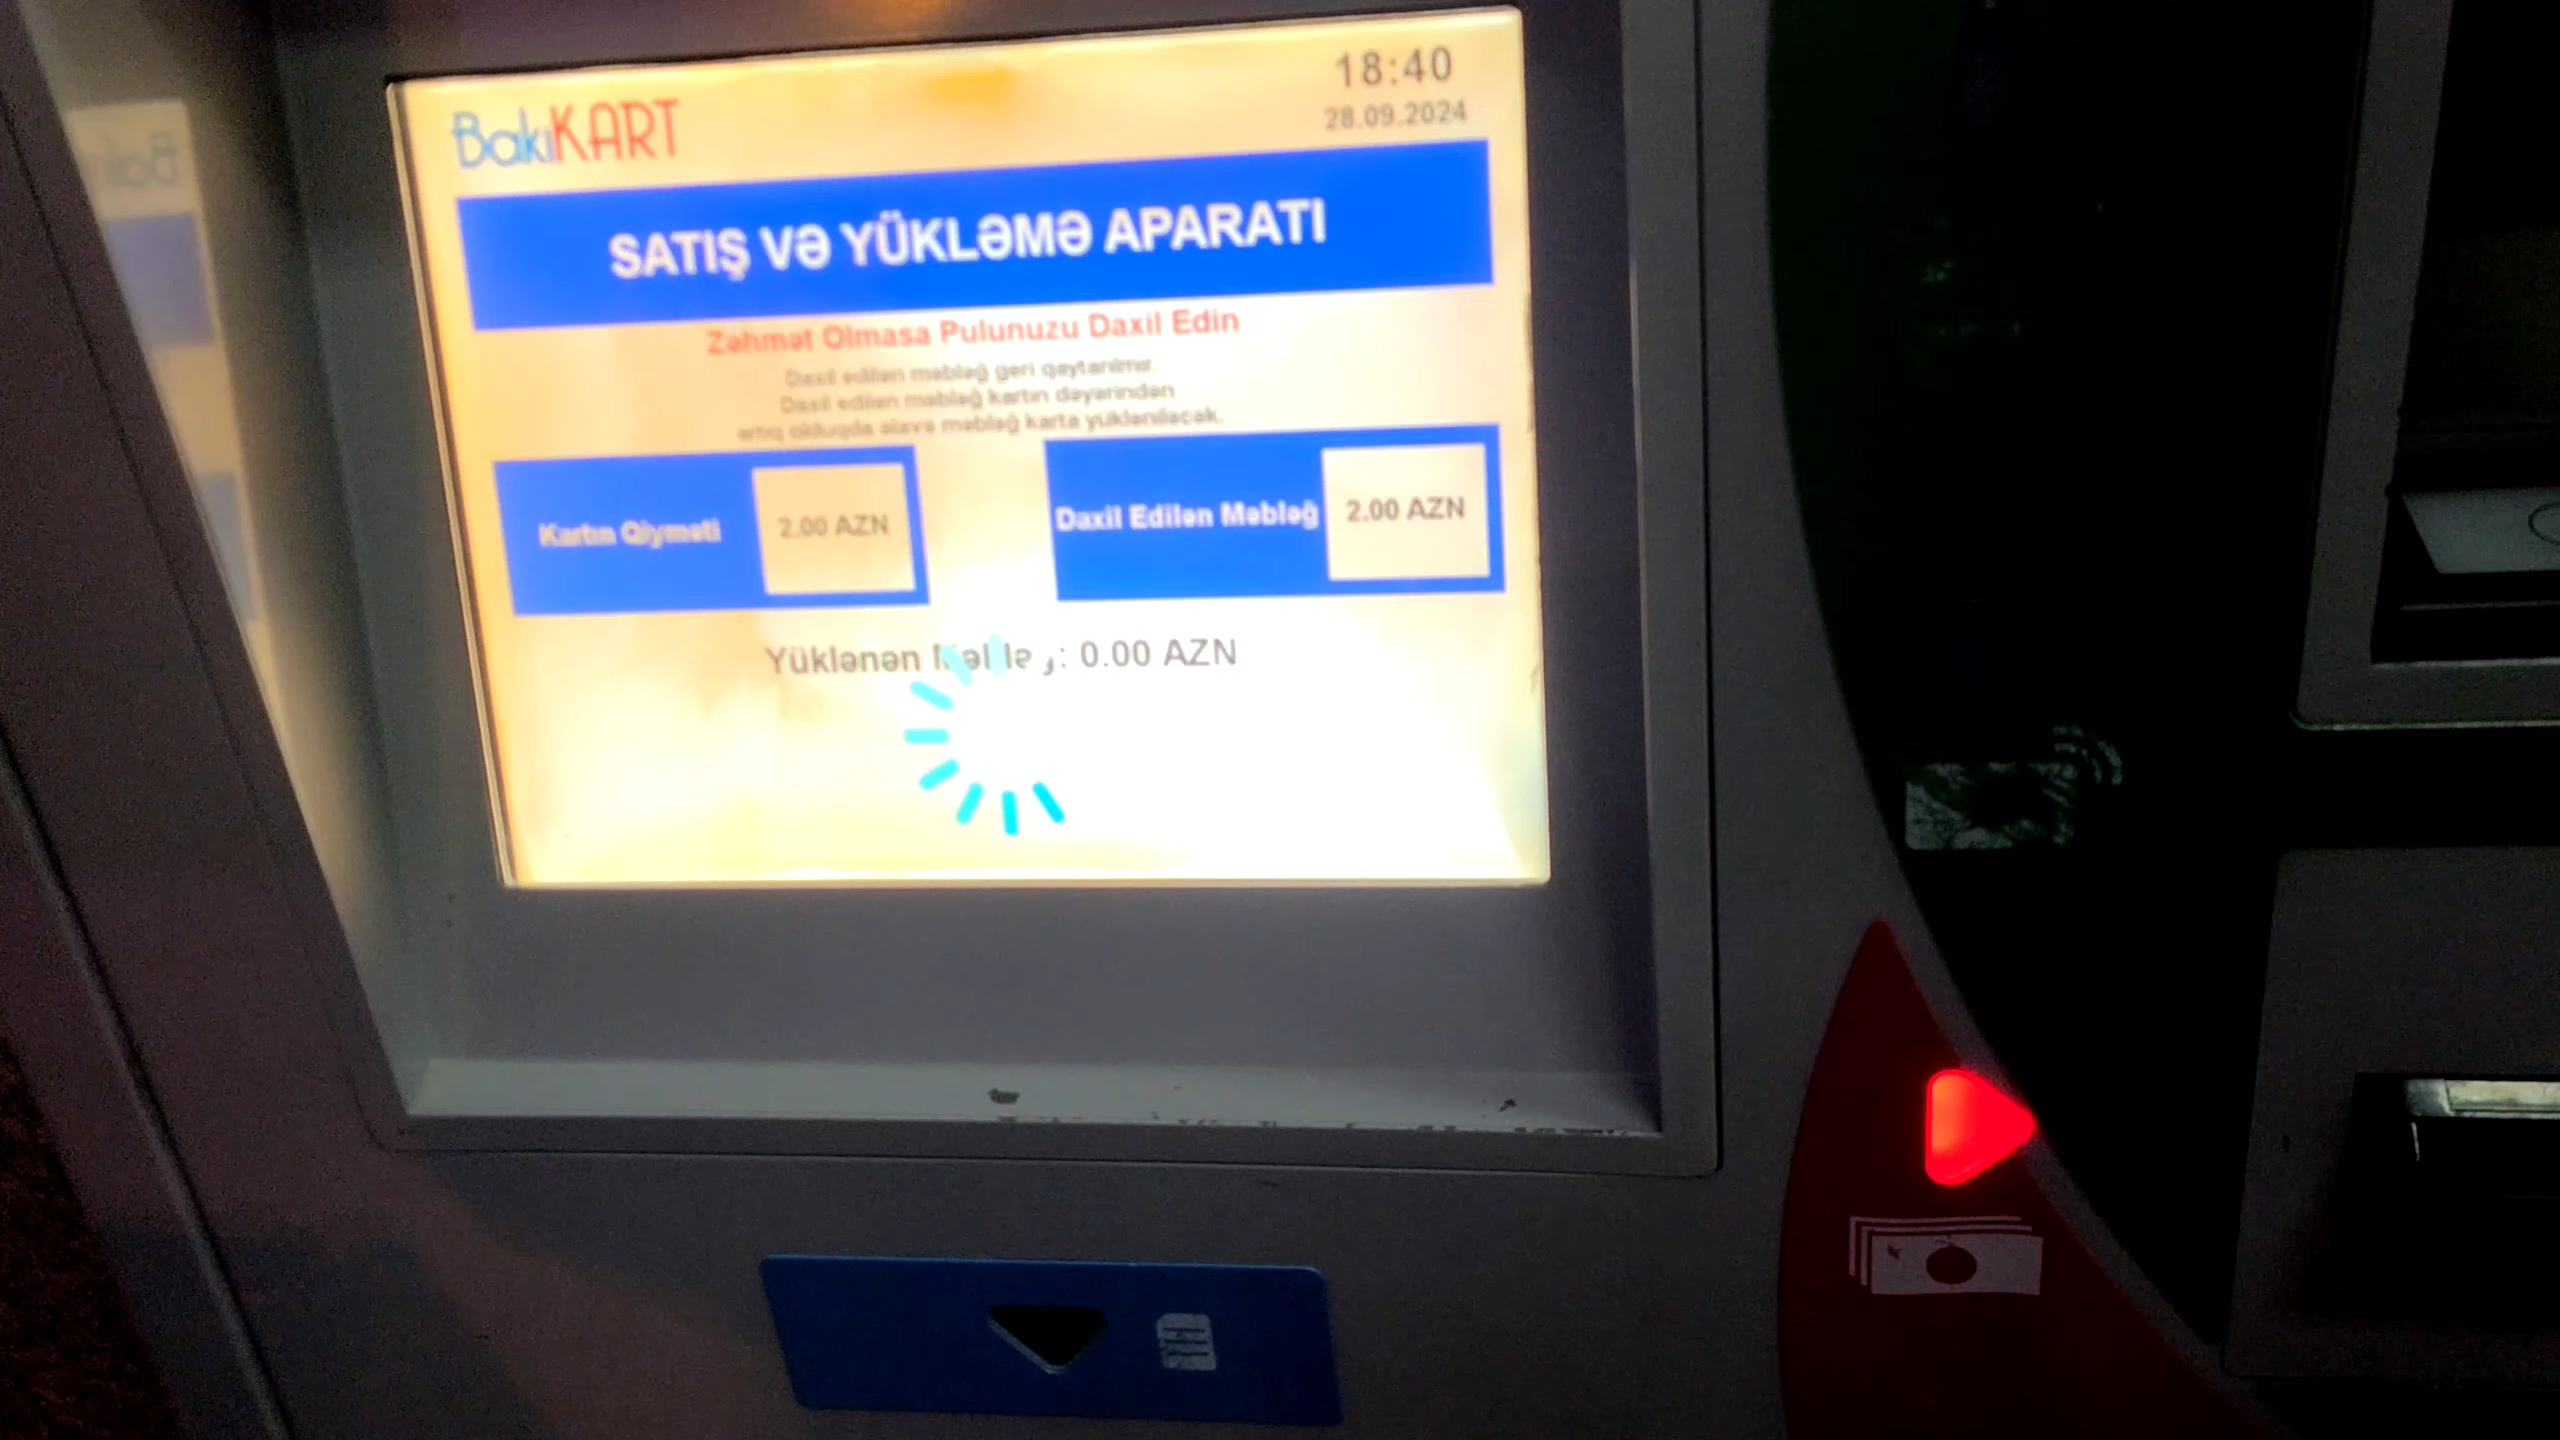 BakıKART
18:40
28.09.2024
SATIŞ VƏ YÜKLƏMƏ APARATI
Zəhmət Olmasa Pulunuzu Daxil Edin
Daxil edilən məbləğ geri qaytarılmır.
Daxil edilən məbləğ kartın dəyərindən
artıq olduqda əlavə məbləğ karta yükləniləcək.
Kartın Qiyməti
2.00 AZN
Daxil Edilən Məbləğ
2.00 AZN
Yüklənən : 0.00 AZN